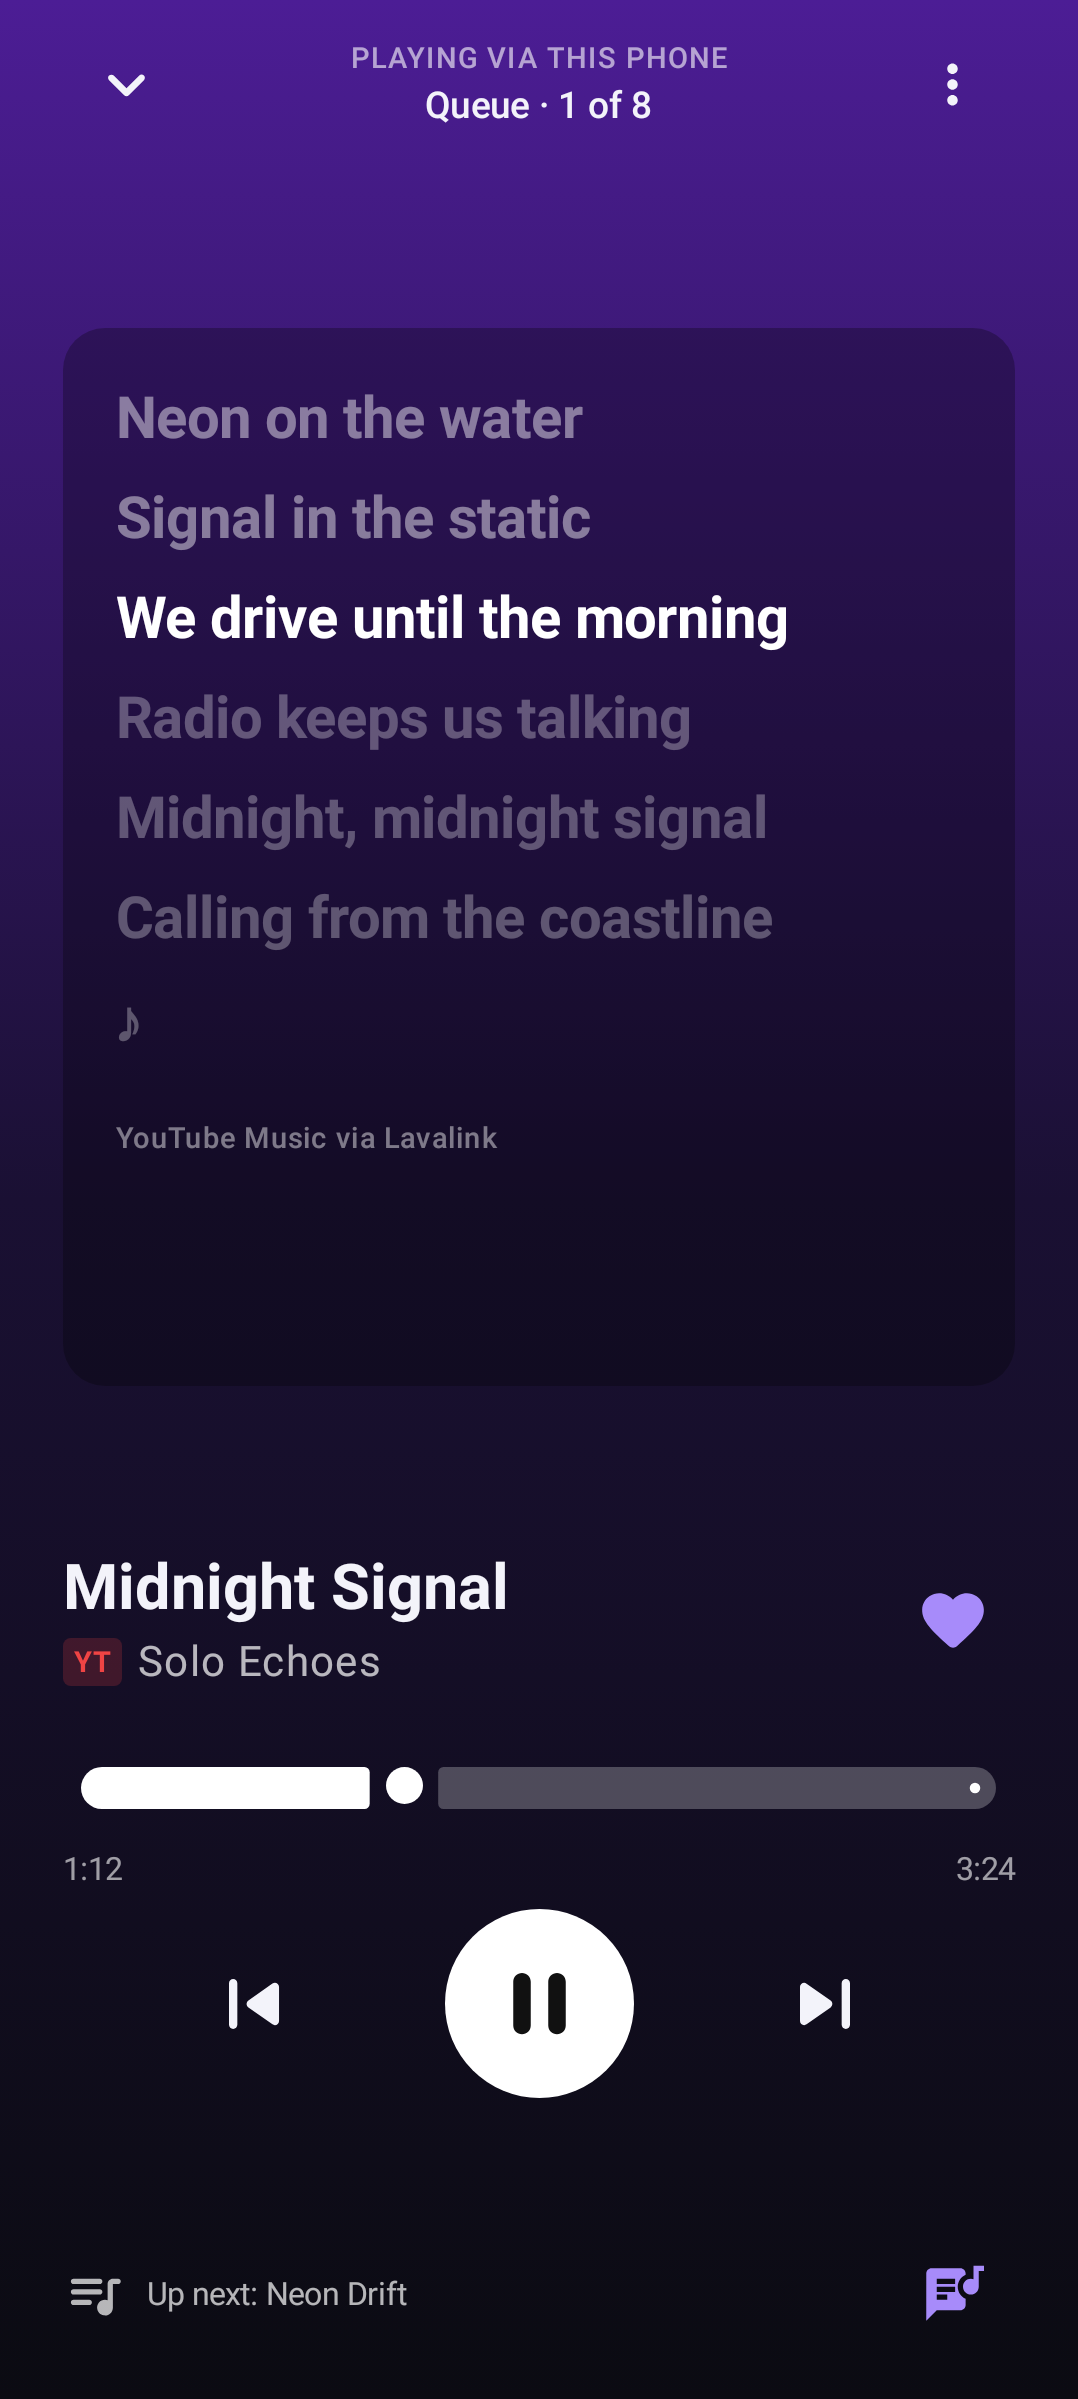 PLAYING VIA THIS PHONE
Queue · 1 of 8
Neon on the water
Signal in the static
We drive until the morning
Radio keeps us talking
Midnight, midnight signal
Calling from the coastline
♪
YouTube Music via Lavalink
Midnight Signal
YT Solo Echoes
1:12 3:24
Up next: Neon Drift